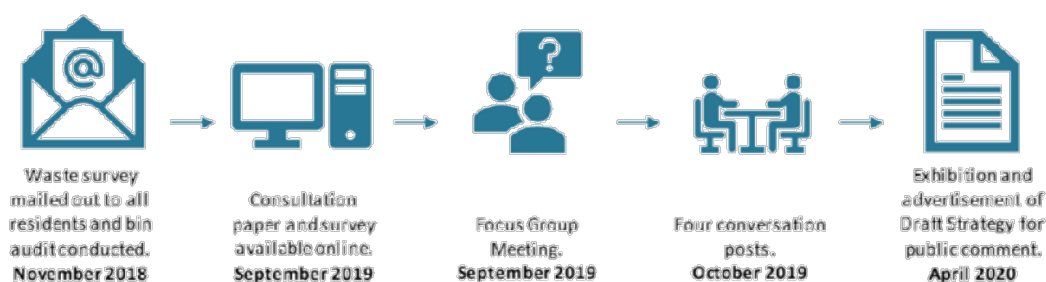 @
?
Waste survey
mailed out to all
residents and bin
audit conducted.
November 2018
Consultation
paper and survey
available online.
September 2019
Focus Group
Meeting.
September 2019
Four conversation
posts.
October 2019
Exhibition and
advertisement of
Draft Strategy for
public comment.
April 2020